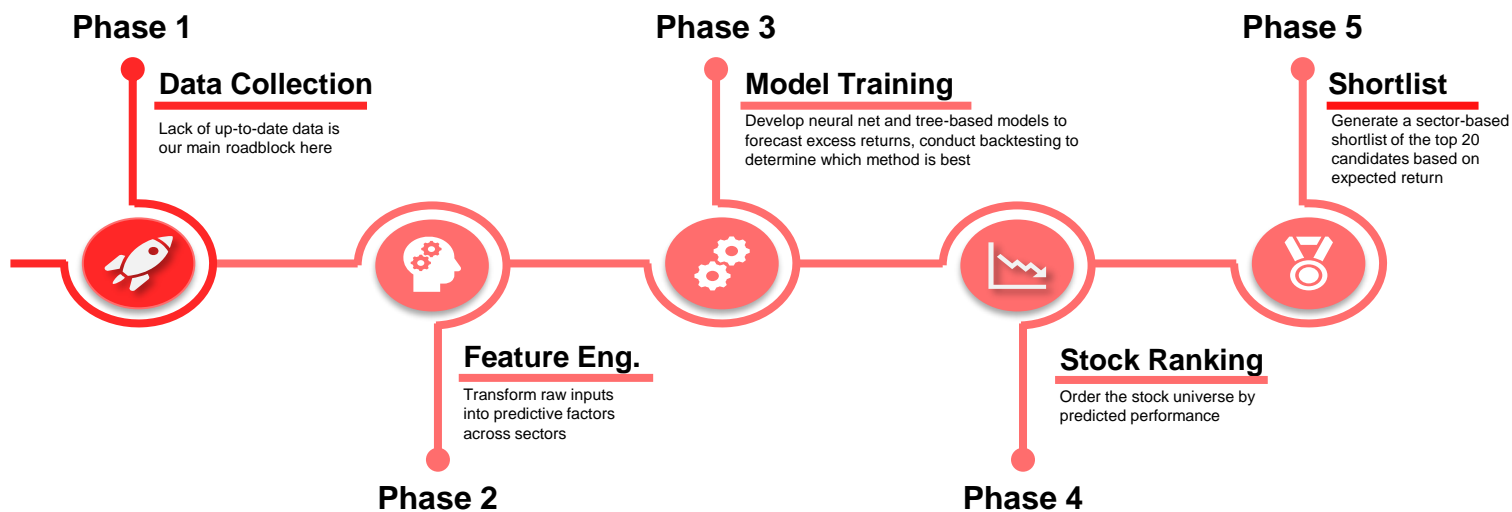 Phase 1
Data Collection
Lack of up-to-date data is
our main roadblock here
Feature Eng.
Transform raw inputs
into predictive factors
across sectors
Phase 2
Phase 3
Model Training
Develop neural net and tree-based models to
forecast excess returns, conduct backtesting to
determine which method is best
Stock Ranking
Order the stock universe by
predicted performance
Phase 4
Phase 5
Shortlist
Generate a sector-based
shortlist of the top 20
candidates based on
expected return